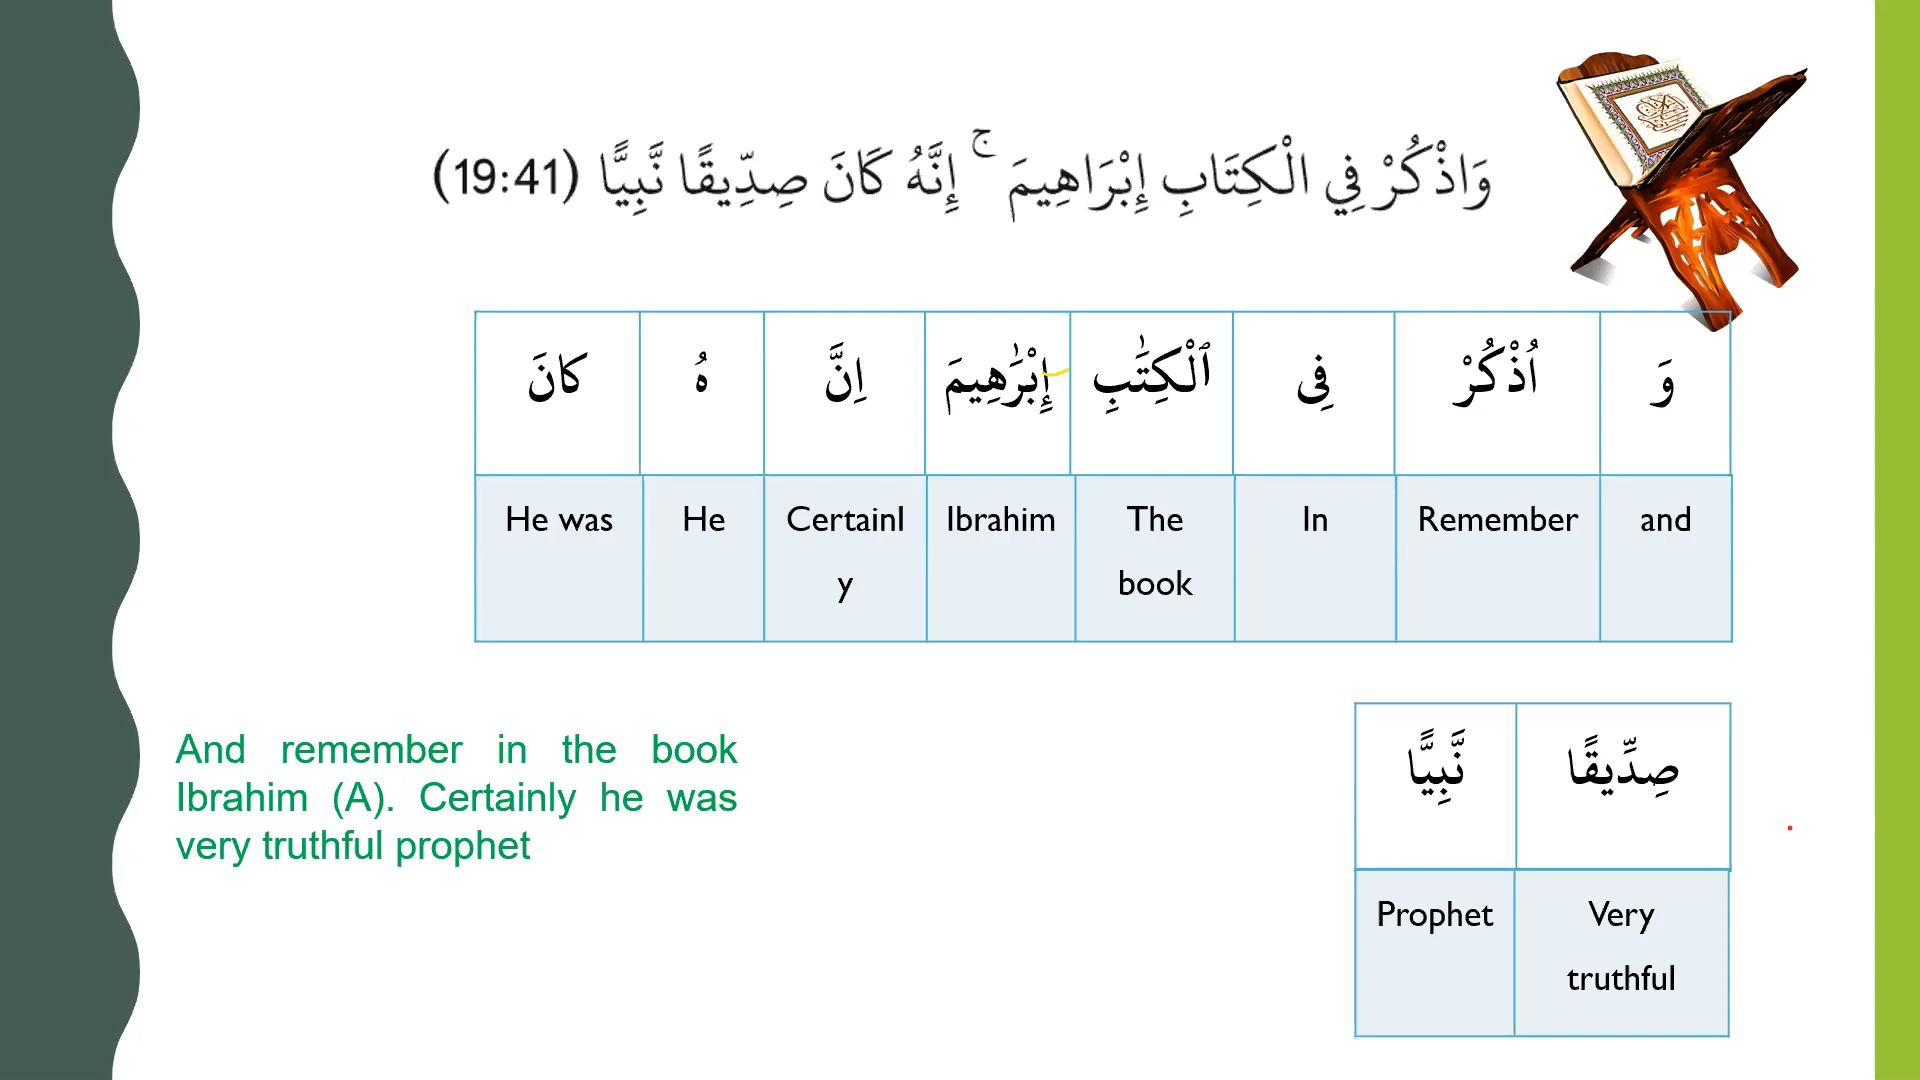 وَاذْكُرْ فِي الْكِتَابِ إِبْرَاهِيمَ ۚ إِنَّهُ كَانَ صِدِّيقًا نَّبِيًّا (19:41)
وَ اُذْكُرْ فِى ٱلْكِتَٰبِ إِبْرَٰهِيمَ اِنَّ هُ كانَ
He was He Certainl Ibrahim The In Remember and
y book
صِدِّيقًا نَّبِيًّا
And remember in the book
Ibrahim (A). Certainly he was
very truthful prophet
Prophet Very
truthful